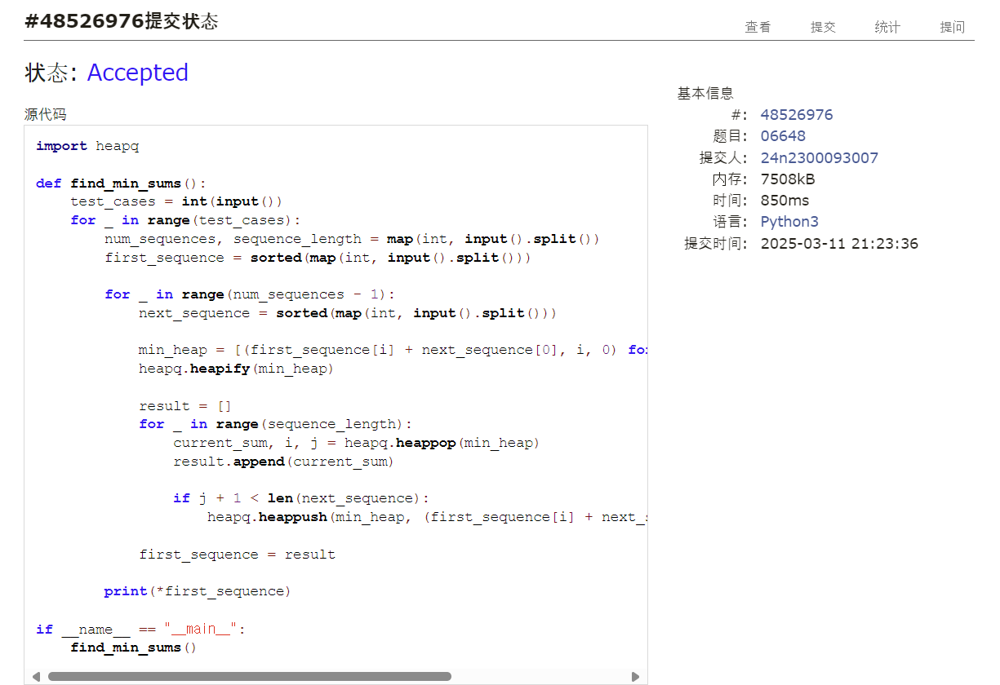 #48526976提交状态
查看 提交 统计 提问
状态: Accepted
源代码
import heapq
def find_min_sums():
    test_cases = int(input())
    for _ in range(test_cases):
        num_sequences, sequence_length = map(int, input().split())
        first_sequence = sorted(map(int, input().split()))
        for _ in range(num_sequences - 1):
            next_sequence = sorted(map(int, input().split()))
            min_heap = [(first_sequence[i] + next_sequence[0], i, 0) for
            heapq.heapify(min_heap)
            result = []
            for _ in range(sequence_length):
                current_sum, i, j = heapq.heappop(min_heap)
                result.append(current_sum)
                if j + 1 < len(next_sequence):
                    heapq.heappush(min_heap, (first_sequence[i] + next_s
            first_sequence = result
        print(*first_sequence)
if __name__ == "__main__":
    find_min_sums()
基本信息
#: 48526976
题目: 06648
提交人: 24n2300093007
内存: 7508kB
时间: 850ms
语言: Python3
提交时间: 2025-03-11 21:23:36